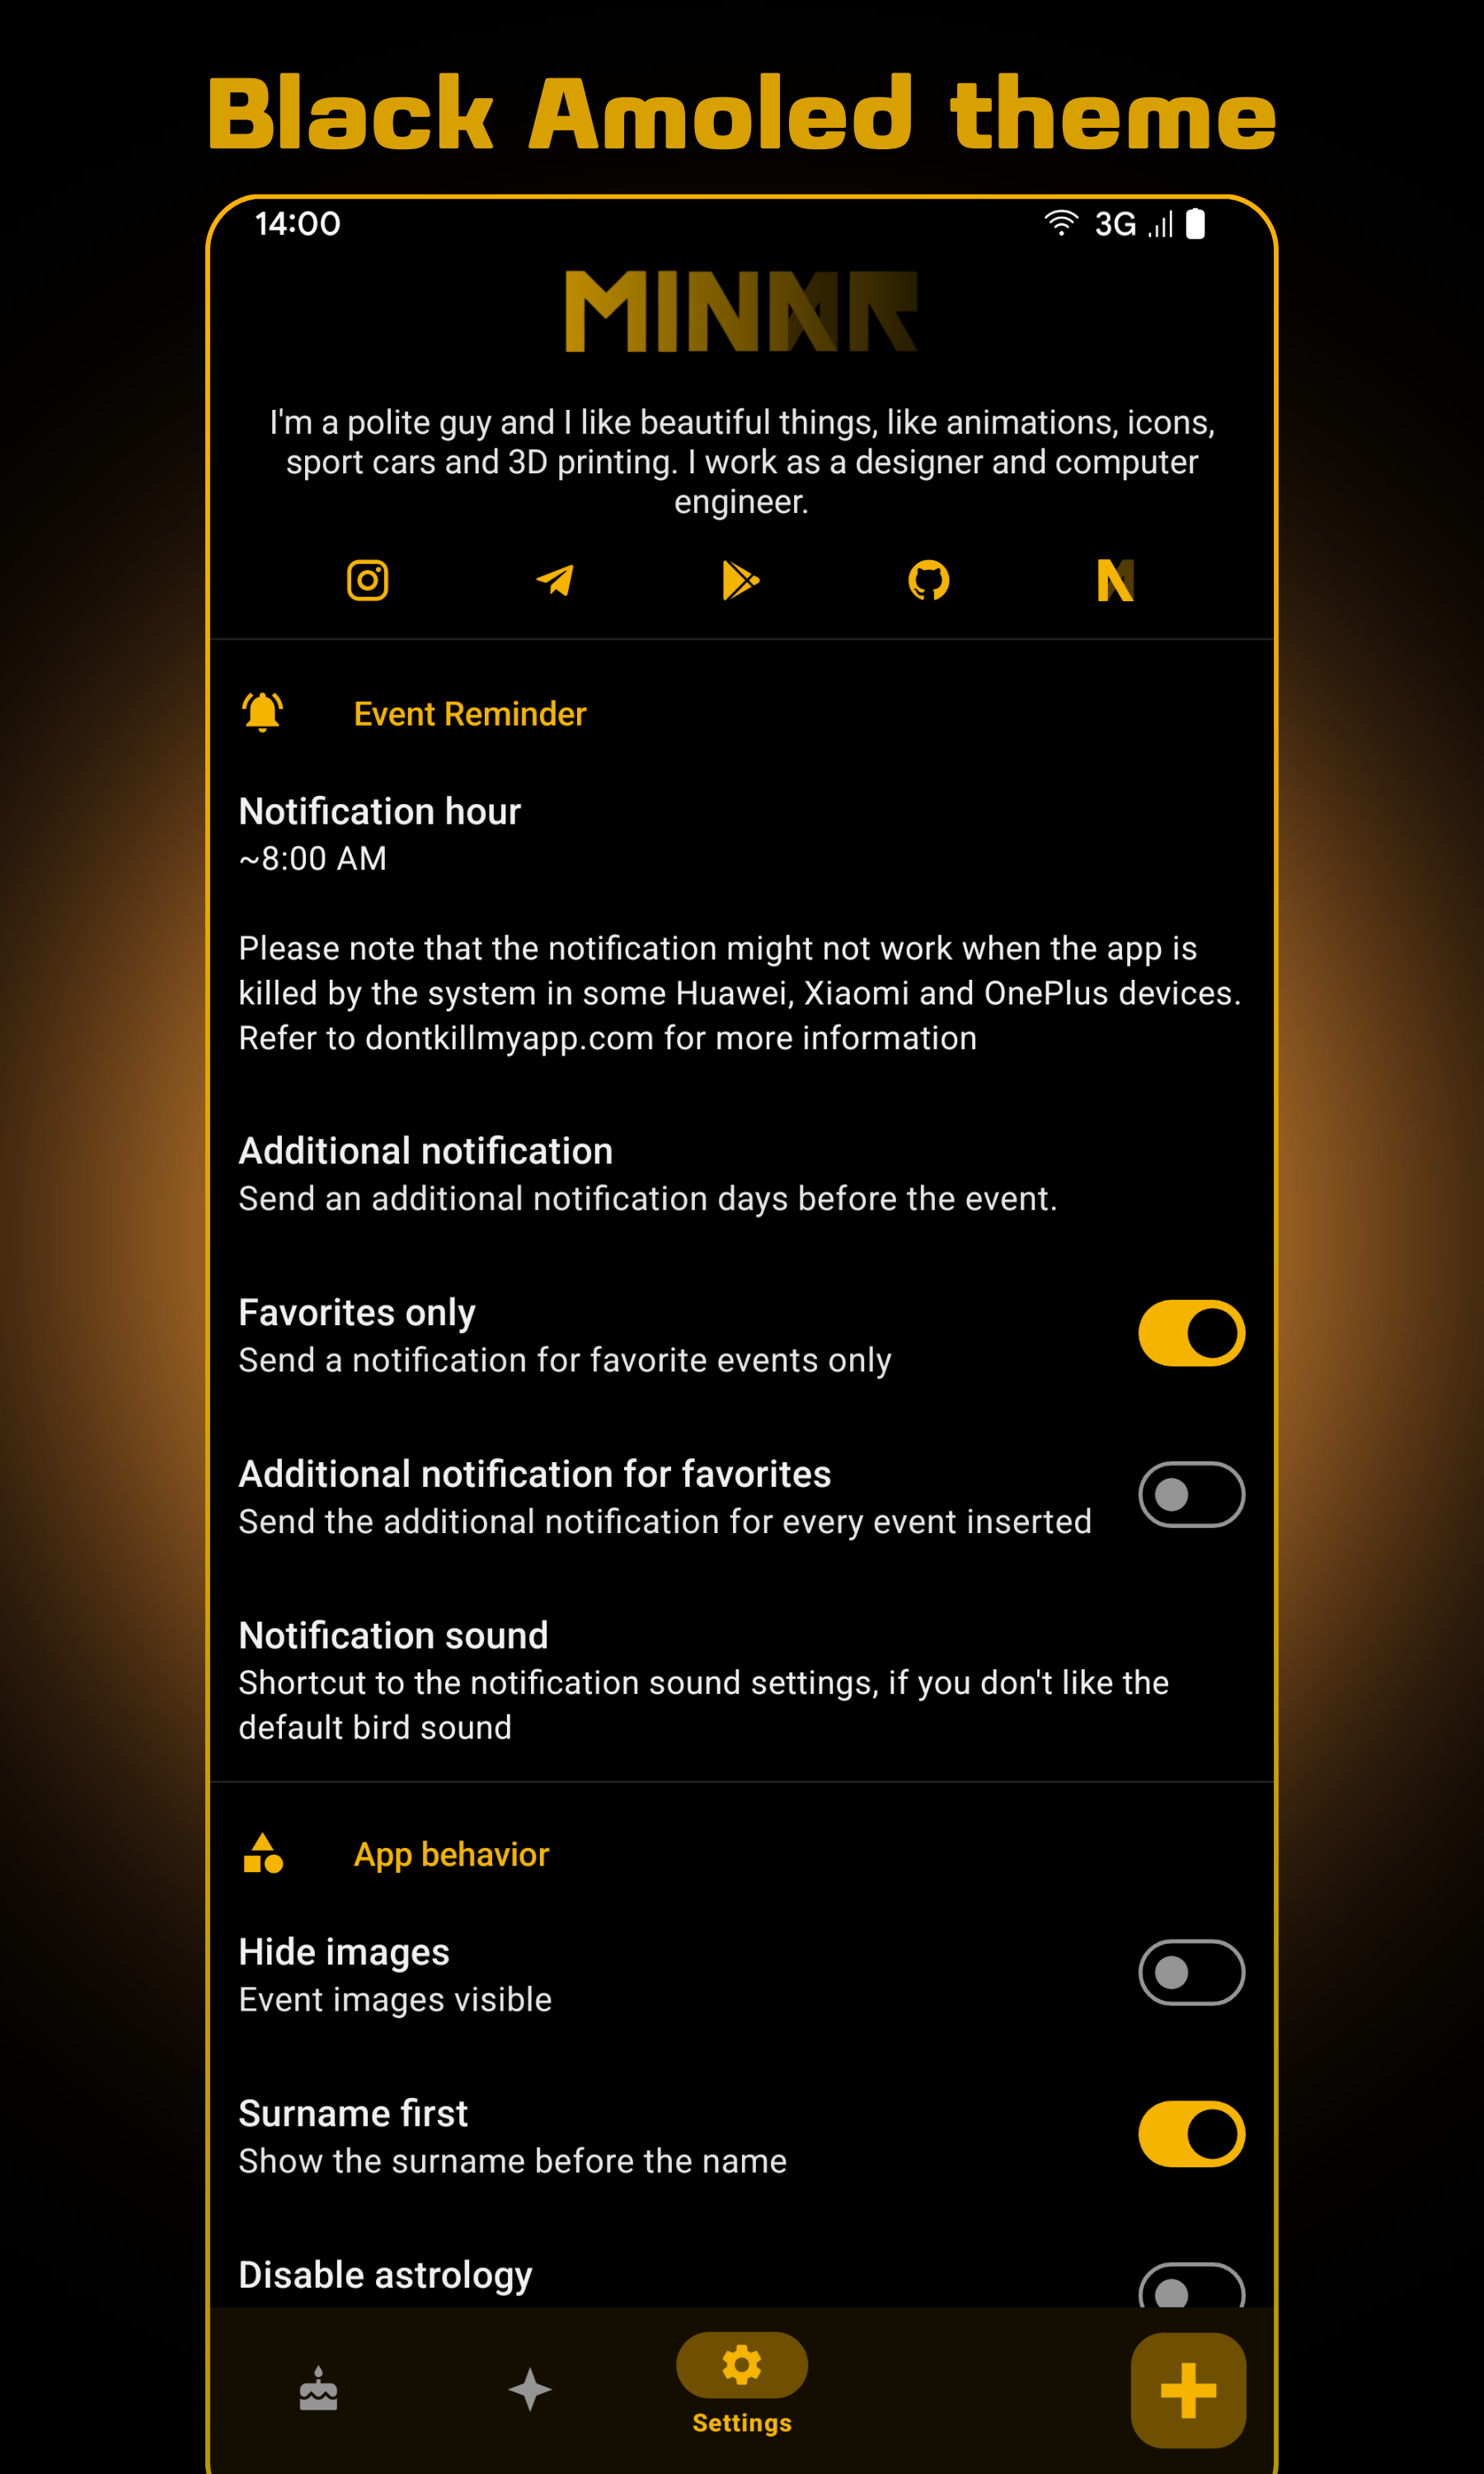 Black Amoled theme
14:00
3G
MINAR
I'm a polite guy and I like beautiful things, like animations, icons,
sport cars and 3D printing. I work as a designer and computer
engineer.
Event Reminder
Notification hour
~8:00 AM
Please note that the notification might not work when the app is
killed by the system in some Huawei, Xiaomi and OnePlus devices.
Refer to dontkillmyapp.com for more information
Additional notification
Send an additional notification days before the event.
Favorites only
Send a notification for favorite events only
Additional notification for favorites
Send the additional notification for every event inserted
Notification sound
Shortcut to the notification sound settings, if you don't like the
default bird sound
App behavior
Hide images
Event images visible
Surname first
Show the surname before the name
Disable astrology
Settings